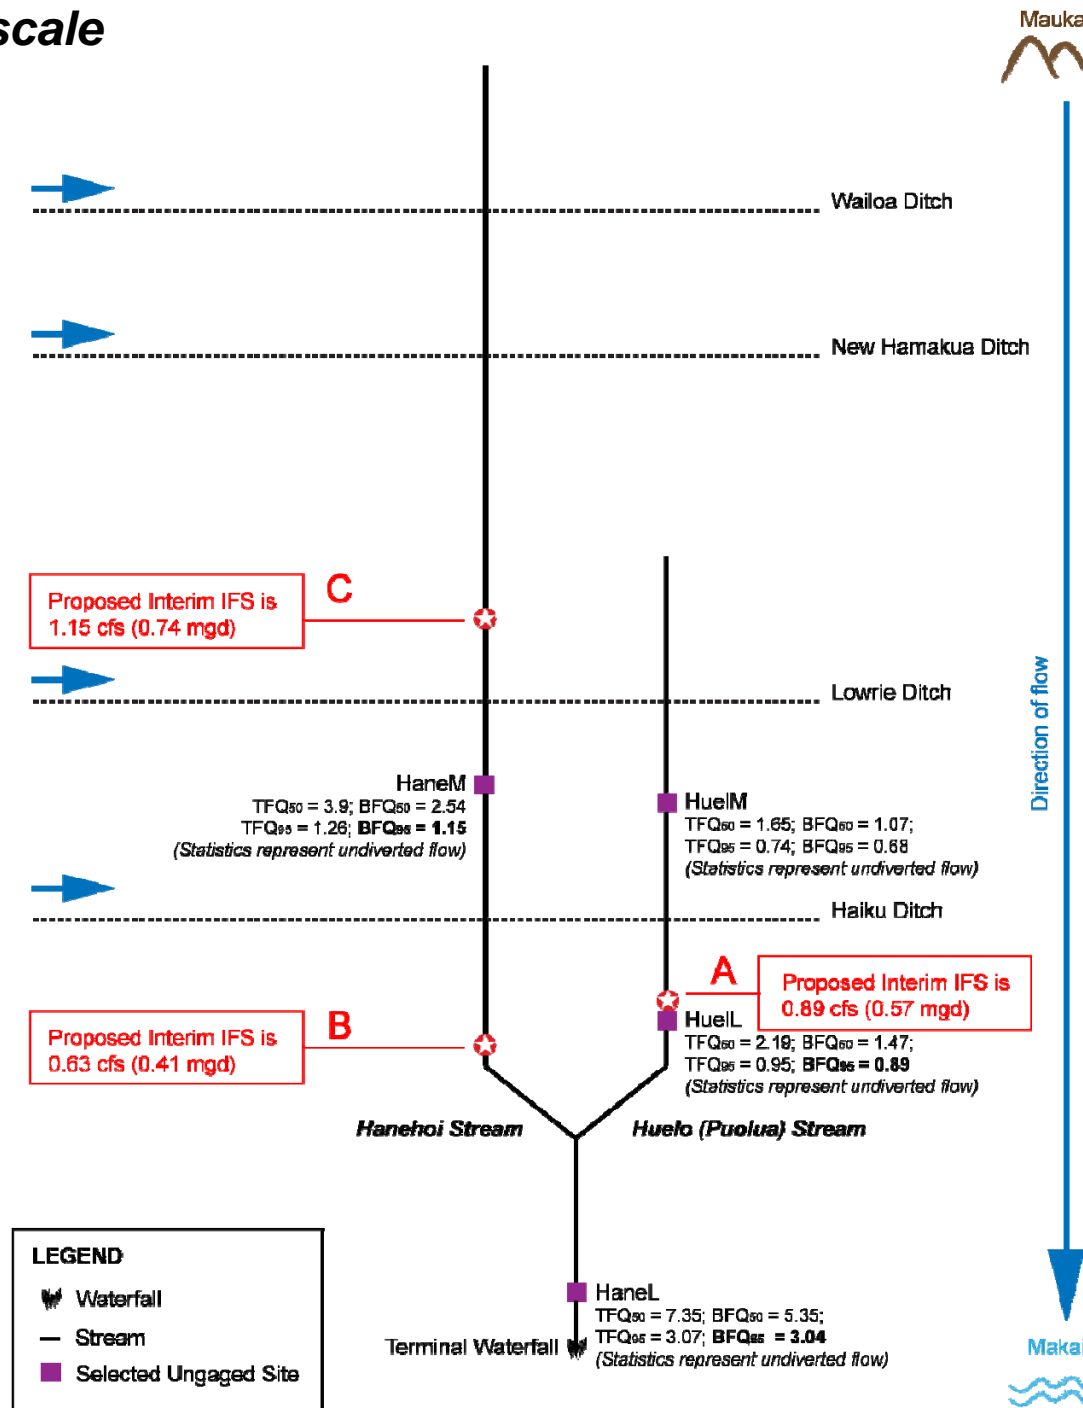 scale
Mauka
Wailoa Ditch
New Hamakua Ditch
Proposed Interim IFS is
1.15 cfs (0.74 mgd)
C
Lowrie Ditch
Direction of flow
HaneM
TFQ50 = 3.9; BFQ50 = 2.54
TFQ95 = 1.26; BFQ95 = 1.15
(Statistics represent undiverted flow)
HuelM
TFQ50 = 1.65; BFQ50 = 1.07;
TFQ95 = 0.74; BFQ95 = 0.68
(Statistics represent undiverted flow)
Haiku Ditch
A
Proposed Interim IFS is
0.89 cfs (0.57 mgd)
B
Proposed Interim IFS is
0.63 cfs (0.41 mgd)
HuelL
TFQ50 = 2.19; BFQ50 = 1.47;
TFQ95 = 0.95; BFQ95 = 0.89
(Statistics represent undiverted flow)
Hanehoi Stream
Huelo (Puolua) Stream
LEGEND
Waterfall
Stream
Selected Ungaged Site
HaneL
TFQ50 = 7.35; BFQ50 = 5.35;
TFQ95 = 3.07; BFQ95 = 3.04
(Statistics represent undiverted flow)
Terminal Waterfall
Makai